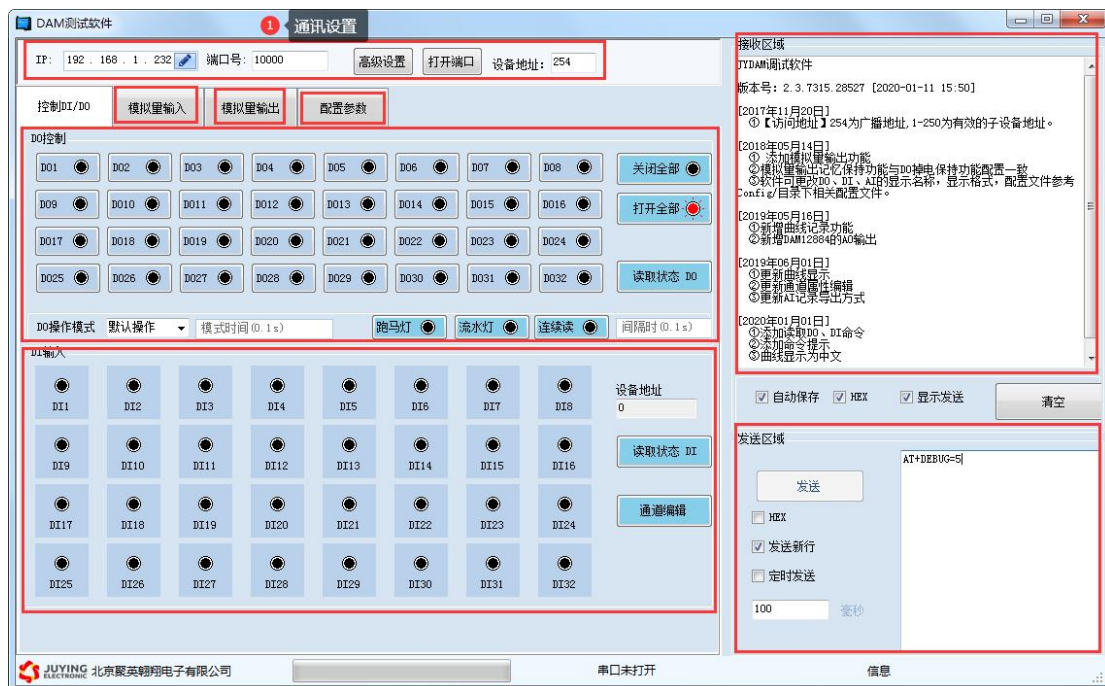 DAM测试软件
1 通讯设置
IP: 192 . 168 . 1 . 232 端口号: 10000 高级设置 打开端口 设备地址: 254
控制DI/DO 模拟量输入 模拟量输出 配置参数
DO控制
DO1 DO2 DO3 DO4 DO5 DO6 DO7 DO8 关闭全部
DO9 DO10 DO11 DO12 DO13 DO14 DO15 DO16 打开全部
DO17 DO18 DO19 DO20 DO21 DO22 DO23 DO24
DO25 DO26 DO27 DO28 DO29 DO30 DO31 DO32 读取状态 DO
DO操作模式 默认操作 模式时间(0.1s) 跑马灯 流水灯 连续读 间隔时(0.1s)
DI输入
DI1 DI2 DI3 DI4 DI5 DI6 DI7 DI8
设备地址
0
DI9 DI10 DI11 DI12 DI13 DI14 DI15 DI16
读取状态 DI
DI17 DI18 DI19 DI20 DI21 DI22 DI23 DI24
通道编辑
DI25 DI26 DI27 DI28 DI29 DI30 DI31 DI32
接收区域
JYDAM调试软件
版本号: 2.3.7315.28527 [2020-01-11 15:50]
[2017年11月20日]
①【访问地址】254为广播地址,1-250为有效的子设备地址。
[2018年05月14日]
① 添加模拟量输出功能
②模拟量输出记忆保持功能与DO掉电保持功能配置一致
③软件可更改DO、DI、AI的显示名称，显示格式，配置文件参考
Config/目录下相关配置文件。
[2019年05月16日]
①新增曲线记录功能
②新增DAM12884的AO输出
[2019年06月01日]
①更新曲线显示
②更新通道属性编辑
③更新AI记录导出方式
[2020年01月01日]
①添加读取DO、DI命令
②添加命令提示
③曲线显示为中文
自动保存 HEX 显示发送 清空
发送区域
AT+DEBUG=5
发送
HEX
发送新行
定时发送
100 毫秒
JUYING ELECTRONIC 北京聚英翱翔电子有限公司 串口未打开 信息